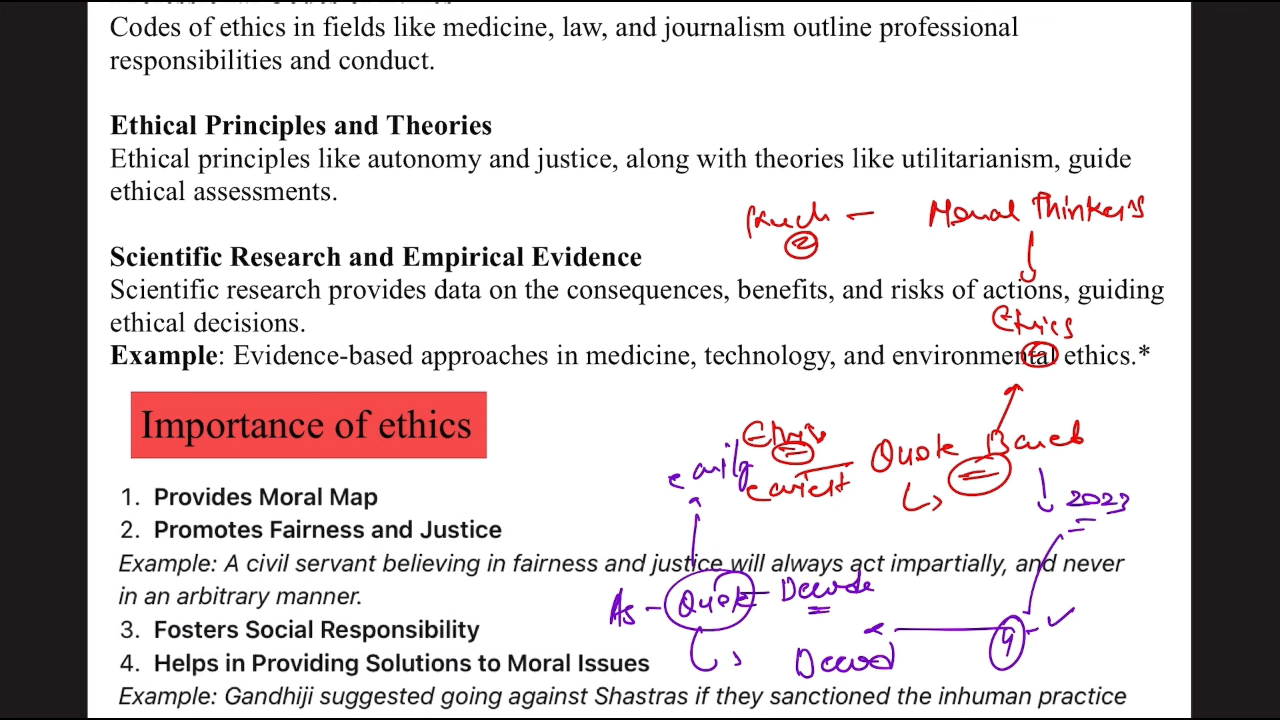 Codes of ethics in fields like medicine, law, and journalism outline professional
responsibilities and conduct.
Ethical Principles and Theories
Ethical principles like autonomy and justice, along with theories like utilitarianism, guide
ethical assessments.
Moral Thinkers
Scientific Research and Empirical Evidence
Scientific research provides data on the consequences, benefits, and risks of actions, guiding
ethical decisions.
Ethics
Example: Evidence-based approaches in medicine, technology, and environmental ethics.*
Importance of ethics
Quote
1. Provides Moral Map
2023
2. Promotes Fairness and Justice
Example: A civil servant believing in fairness and justice will always act impartially, and never
in an arbitrary manner.
As - Quote - Decode
3. Fosters Social Responsibility
4. Helps in Providing Solutions to Moral Issues
Example: Gandhiji suggested going against Shastras if they sanctioned the inhuman practice